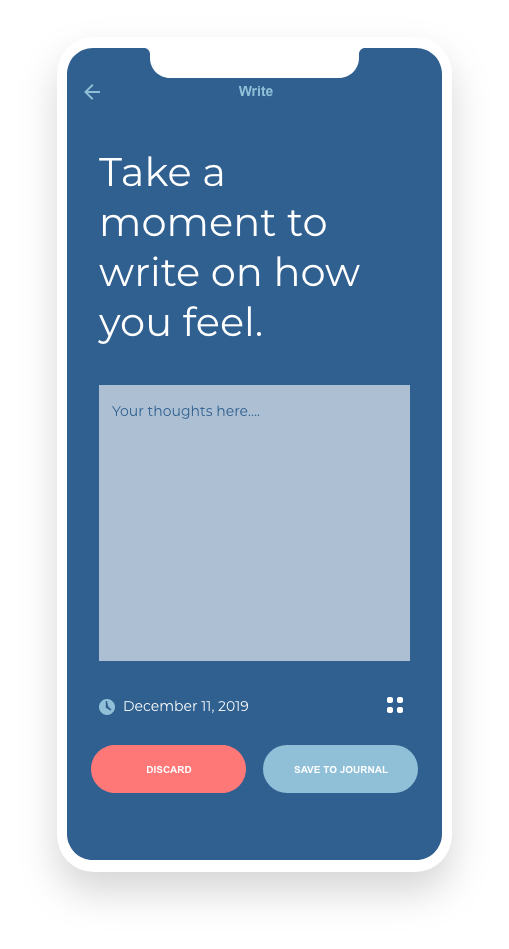 Write
Take a
moment to
write on how
you feel.
Your thoughts here....
December 11, 2019
DISCARD
SAVE TO JOURNAL